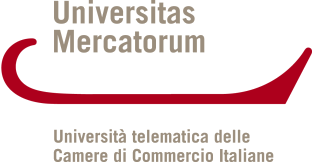 Universitas
Mercatorum
Università telematica delle
Camere di Commercio Italiane